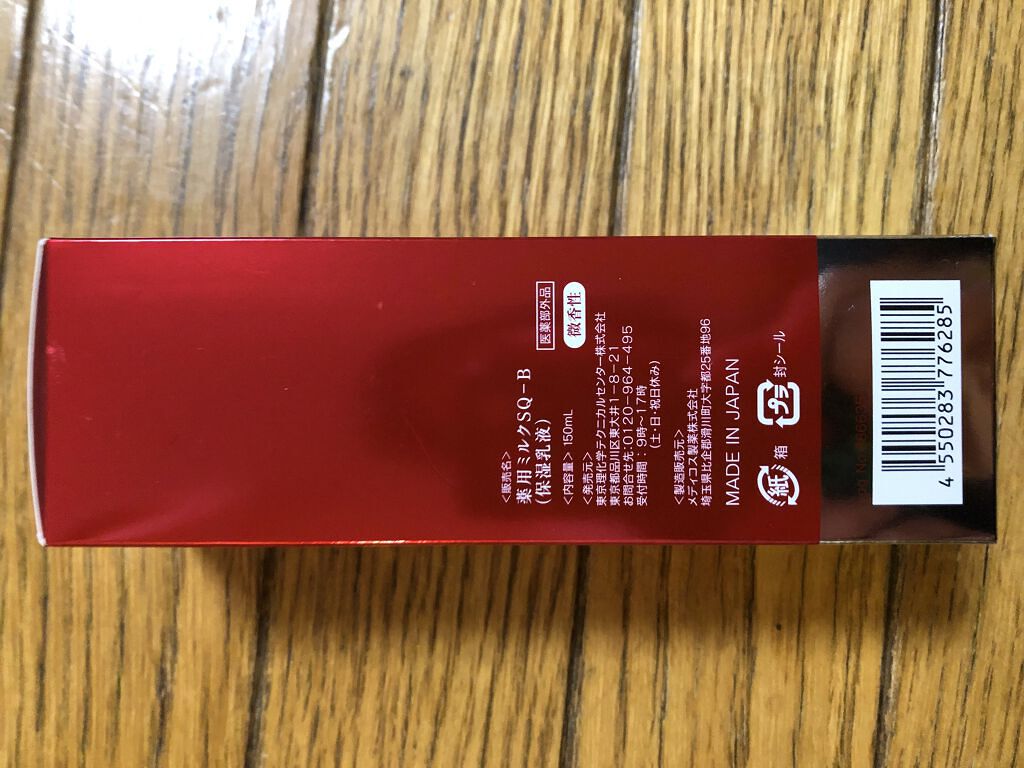 <販売名>
薬用ミルクSQ-B
(保湿乳液)
医薬部外品
微香性
<内容量> 150mL
<発売元>
東京理化学テクニカルセンター株式会社
東京都品川区東大井1-8-21
お問合せ先:0120-964-495
受付時間:9時~17時
(土·日·祝日休み)
<製造販売元>
メディコス製薬株式会社
埼玉県比企郡滑川町大字都25番地96
MADE IN JAPAN
紙 箱
プラ 封シール
4 550283 776285